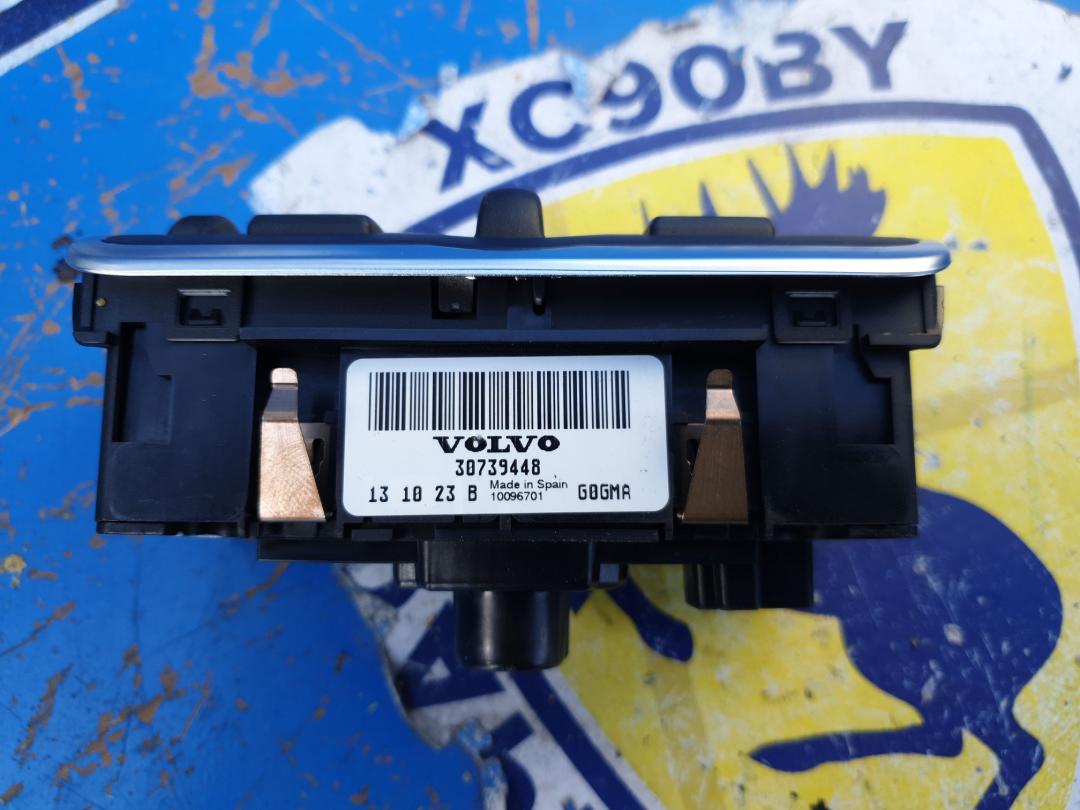 XC90BY
VOLVO
30739448
13 10 23 B Made in Spain
10096701 G0GMA